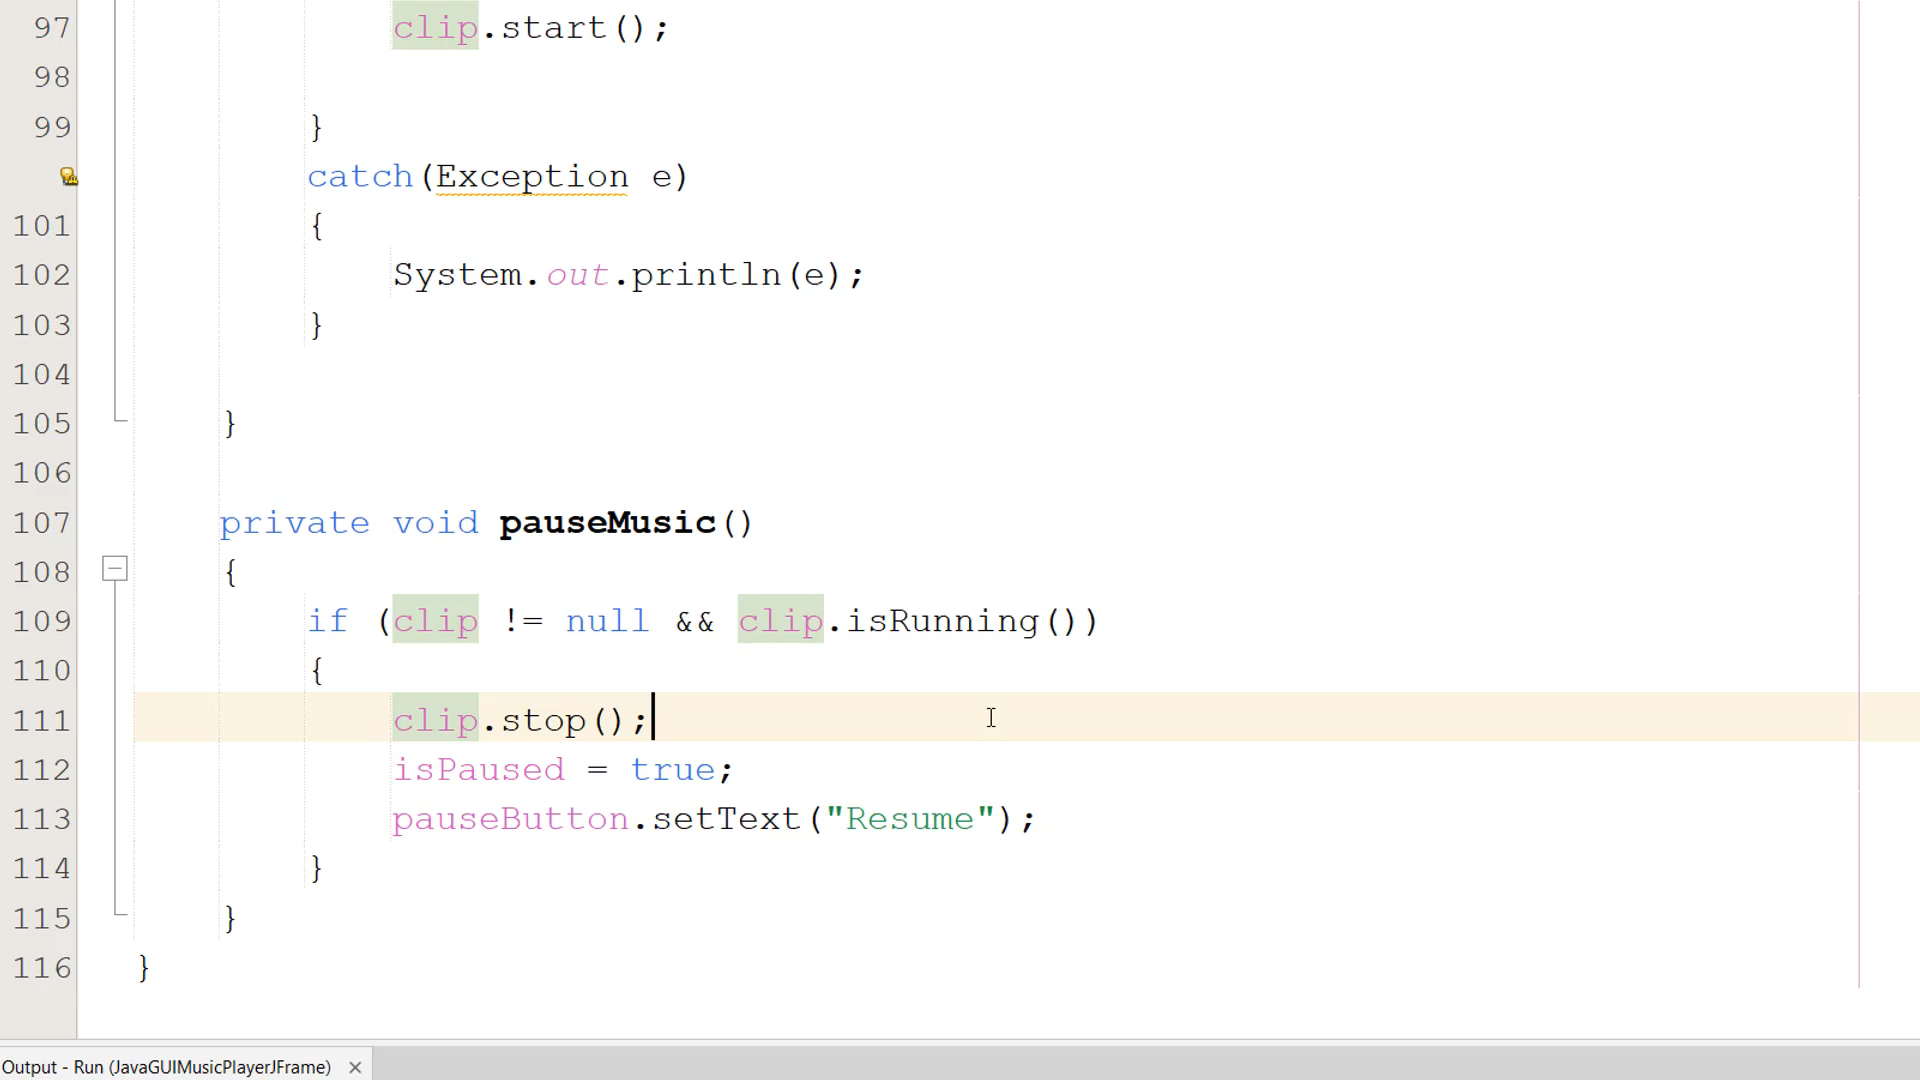 97 clip.start();
98
99 }
catch(Exception e)
101 {
102 System.out.println(e);
103 }
104
105 }
106
107 private void pauseMusic()
108 {
109 if (clip != null && clip.isRunning())
110 {
111 clip.stop();
112 isPaused = true;
113 pauseButton.setText("Resume");
114 }
115 }
116 }
Output - Run (JavaGUIMusicPlayerJFrame) ×